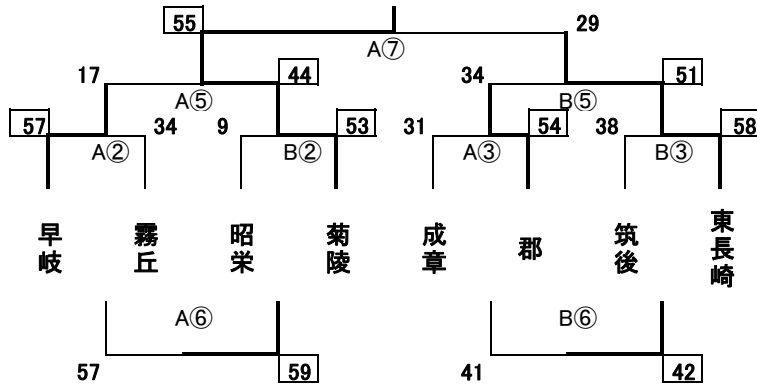 55 29
A⑦
17 44 34 51
A⑤ B⑤
57 34 9 53 31 54 38 58
A② B② A③ B③
早岐 霧丘 昭栄 菊陵 成章 郡 筑後 東長崎
A⑥ B⑥
57 59 41 42